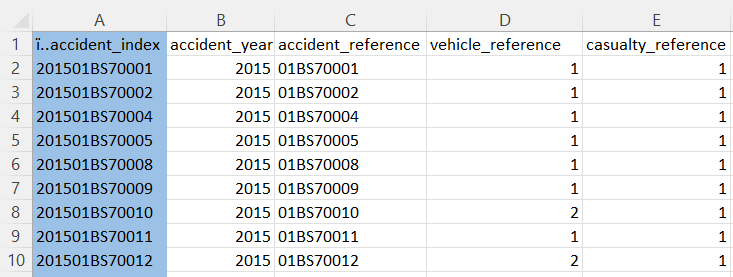 A B C D E
1 ï..accident_index accident_year accident_reference vehicle_reference casualty_reference
2 201501BS70001 2015 01BS70001 1 1
3 201501BS70002 2015 01BS70002 1 1
4 201501BS70004 2015 01BS70004 1 1
5 201501BS70005 2015 01BS70005 1 1
6 201501BS70008 2015 01BS70008 1 1
7 201501BS70009 2015 01BS70009 1 1
8 201501BS70010 2015 01BS70010 2 1
9 201501BS70011 2015 01BS70011 1 1
10 201501BS70012 2015 01BS70012 2 1